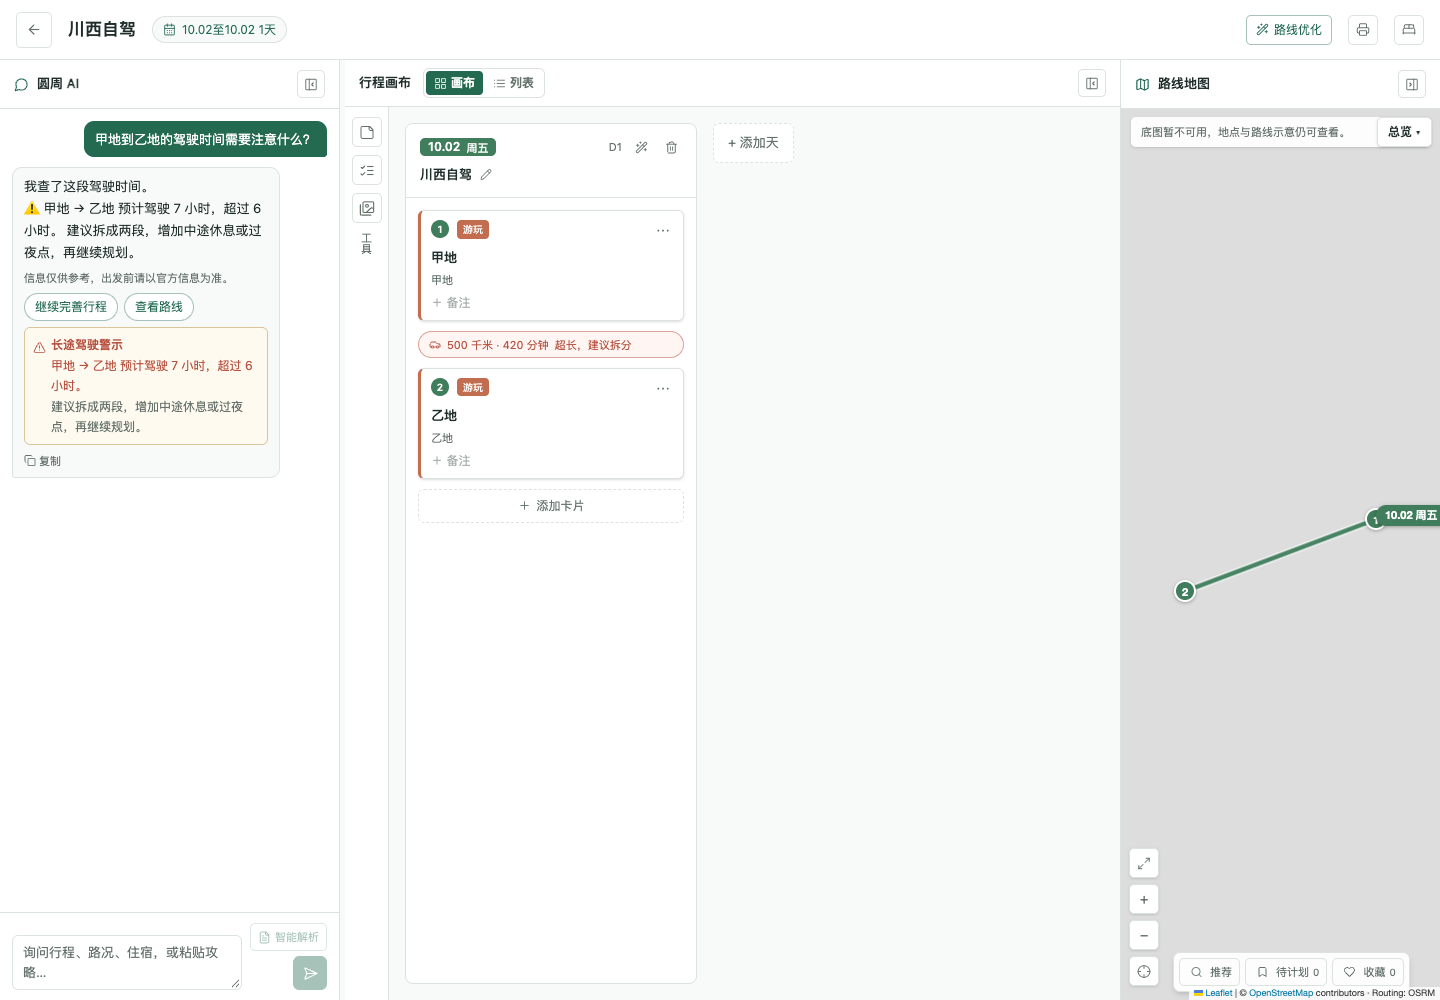 川西自驾
10.02至10.02 1天
路线优化
圆周 AI
甲地到乙地的驾驶时间需要注意什么？
我查了这段驾驶时间。
⚠️ 甲地 → 乙地 预计驾驶 7 小时，超过 6
小时。 建议拆成两段，增加中途休息或过
夜点，再继续规划。
信息仅供参考，出发前请以官方信息为准。
继续完善行程
查看路线
长途驾驶警示
甲地 → 乙地 预计驾驶 7 小时，超过 6
小时。
建议拆成两段，增加中途休息或过夜
点，再继续规划。
复制
智能解析
询问行程、路况、住宿，或粘贴攻
略...
行程画布
画布
列表
工具
10.02 周五
D1
川西自驾
1
游玩
甲地
甲地
+ 备注
500 千米 · 420 分钟 超长，建议拆分
2
游玩
乙地
乙地
+ 备注
+ 添加卡片
+ 添加天
路线地图
底图暂不可用，地点与路线示意仍可查看。
总览 ▾
1
10.02 周五
2
+
−
推荐
待计划 0
收藏 0
Leaflet | © OpenStreetMap contributors · Routing: OSRM